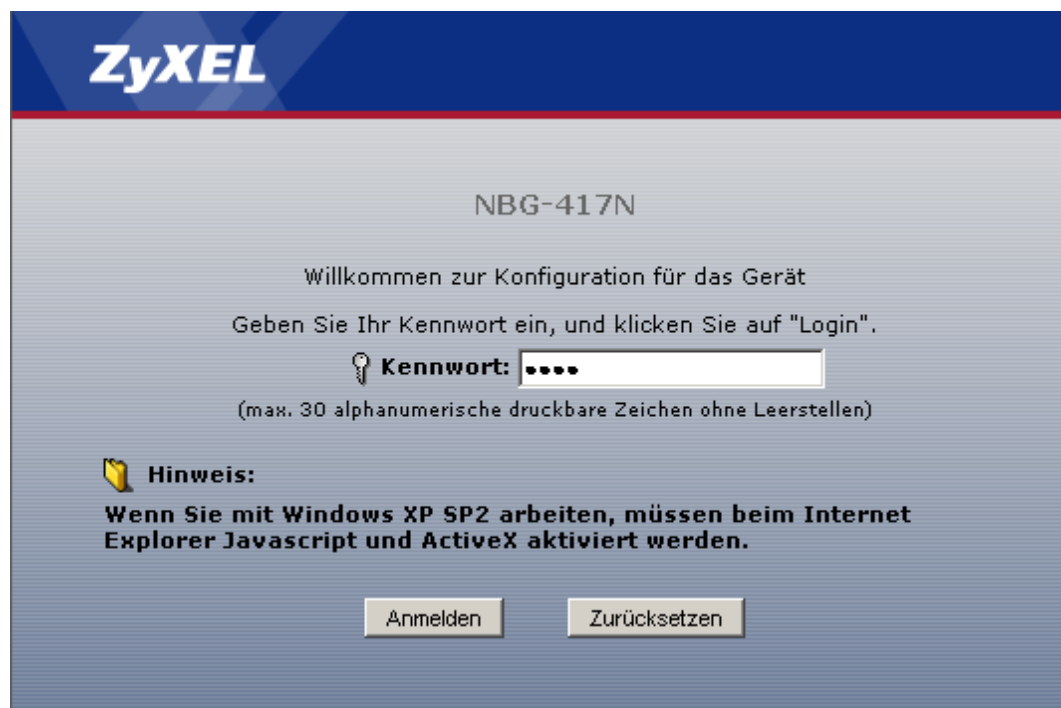 ZyXEL
NBG-417N
Willkommen zur Konfiguration für das Gerät
Geben Sie Ihr Kennwort ein, und klicken Sie auf "Login".
Kennwort: ••••
(max. 30 alphanumerische druckbare Zeichen ohne Leerstellen)
Hinweis:
Wenn Sie mit Windows XP SP2 arbeiten, müssen beim Internet
Explorer Javascript und ActiveX aktiviert werden.
Anmelden Zurücksetzen